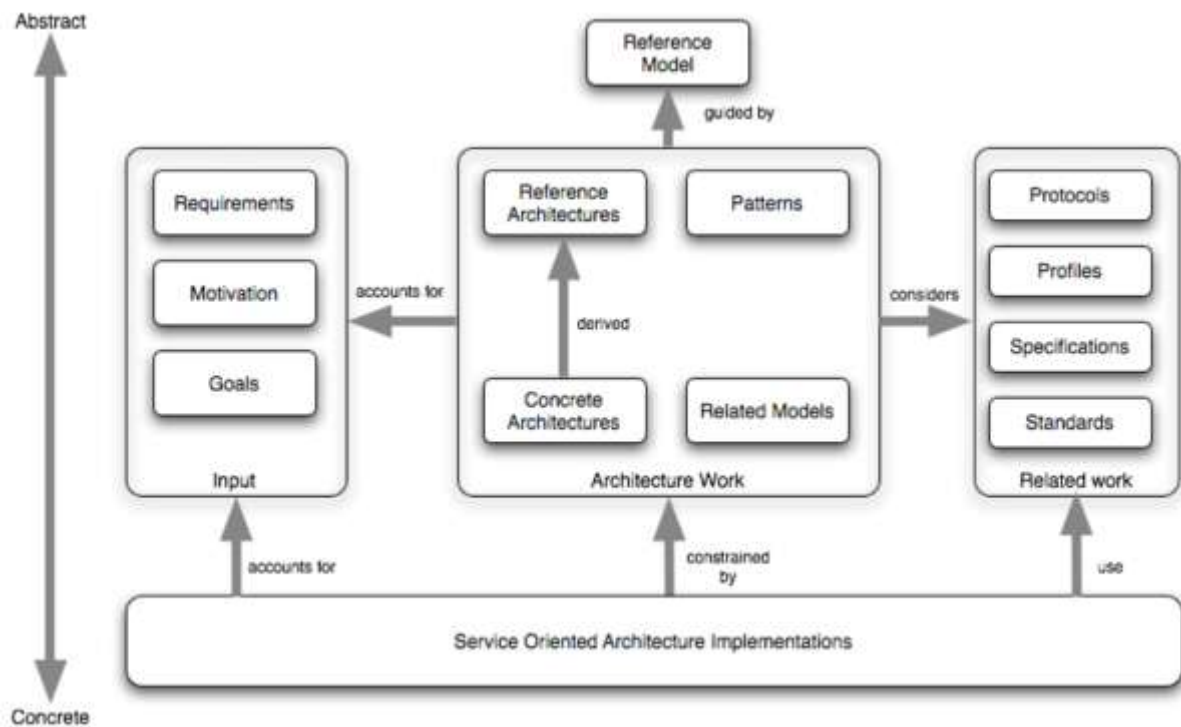 Abstract
Reference
Model
guided by
Requirements
Motivation
Goals
Input
accounts for
Reference
Architectures
Patterns
derived
Concrete
Architectures
Related Models
Architecture Work
considers
Protocols
Profiles
Specifications
Standards
Related work
accounts for
constrained
by
use
Service Oriented Architecture Implementations
Concrete